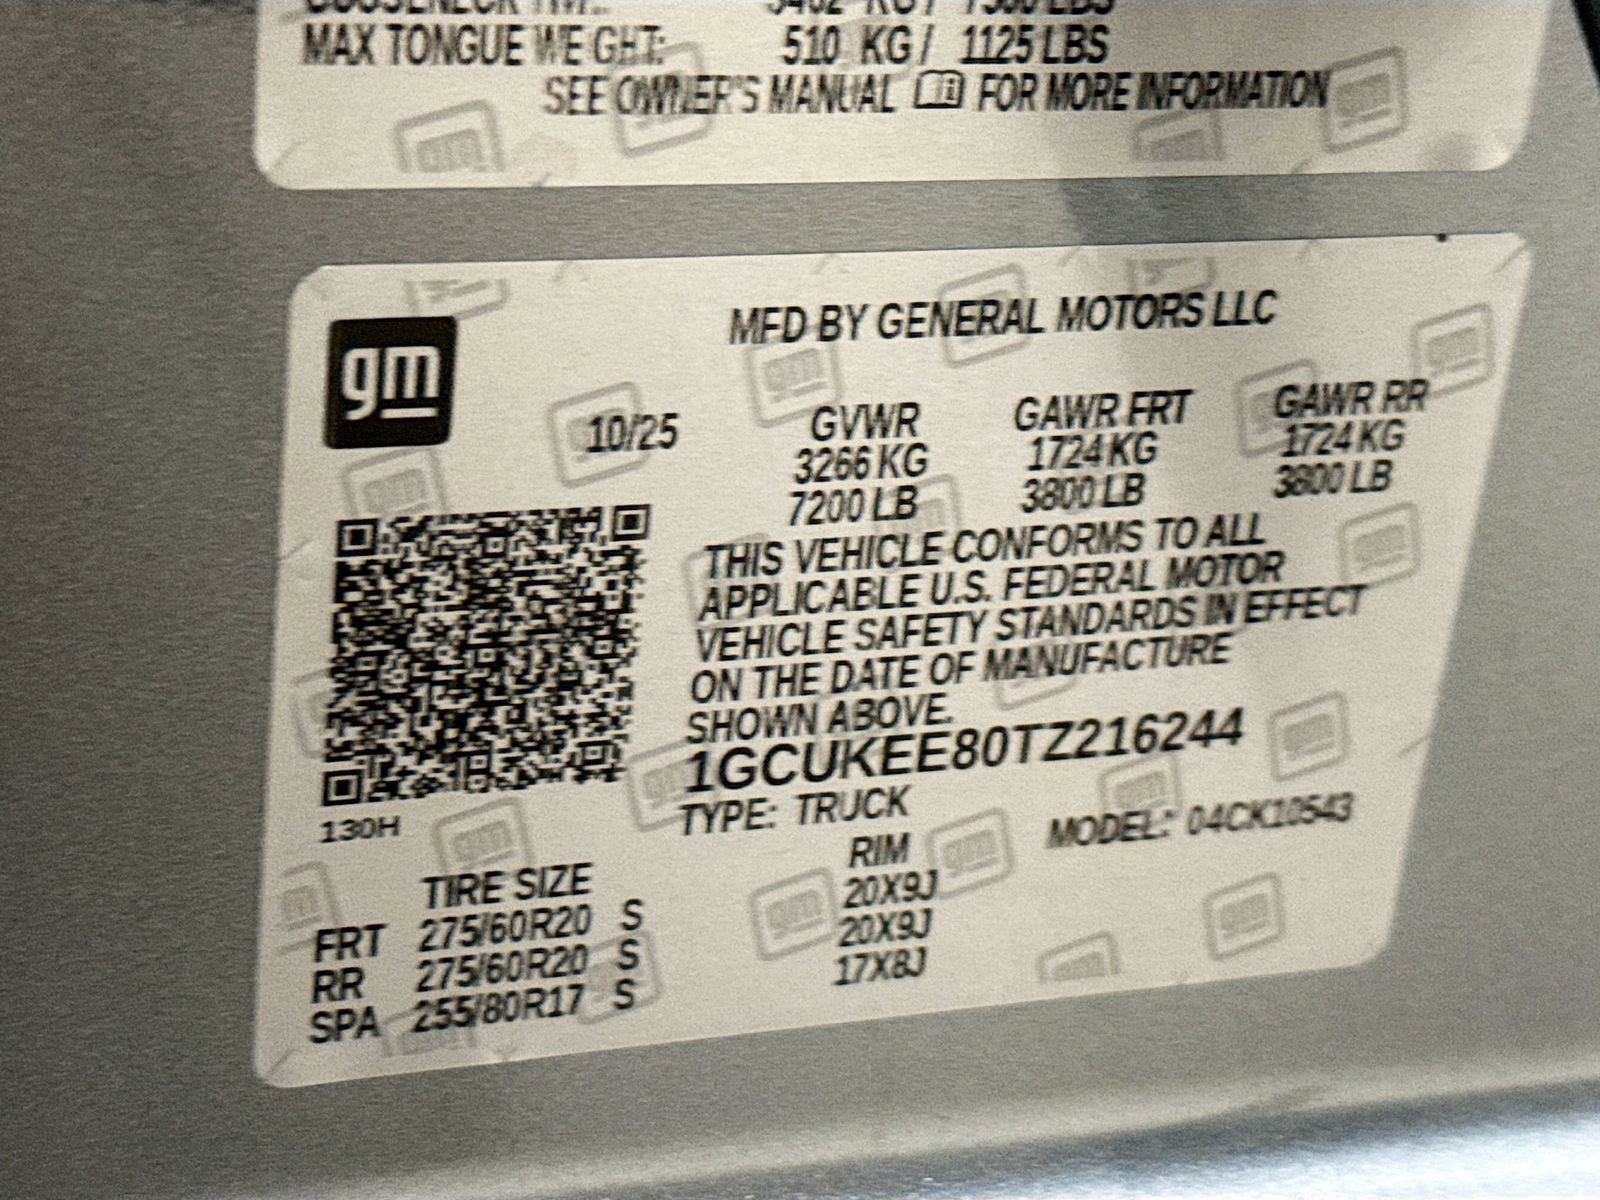 MAX TONGUE WEIGHT: 510 KG / 1125 LBS
SEE OWNER'S MANUAL FOR MORE INFORMATION
gm
MFD BY GENERAL MOTORS LLC
10/25 GVWR GAWR FRT GAWR RR
3266 KG 1724 KG 1724 KG
7200 LB 3800 LB 3800 LB
THIS VEHICLE CONFORMS TO ALL
APPLICABLE U.S. FEDERAL MOTOR
VEHICLE SAFETY STANDARDS IN EFFECT
ON THE DATE OF MANUFACTURE
SHOWN ABOVE.
1GCUKEE80TZ216244
TYPE: TRUCK MODEL: 04CK10543
130H
TIRE SIZE RIM
FRT 275/60R20 S 20X9J
RR 275/60R20 S 20X9J
SPA 255/80R17 S 17X8J